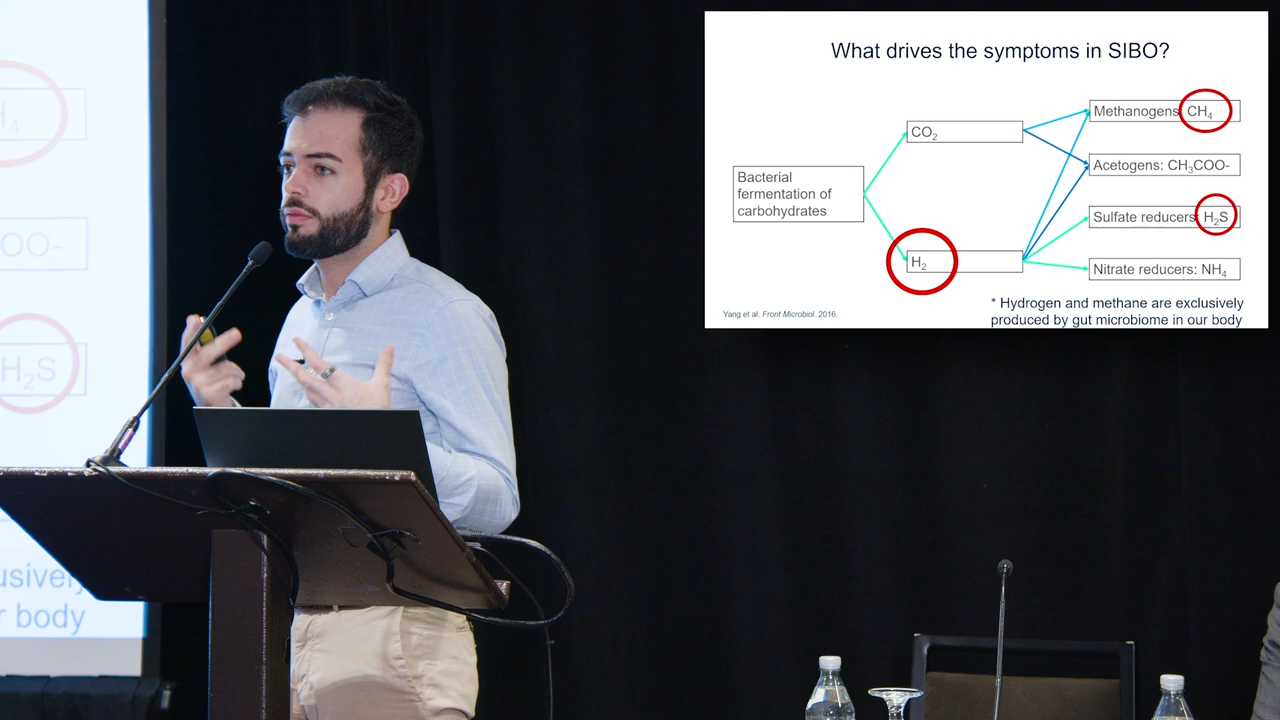 What drives the symptoms in SIBO?
Bacterial
fermentation of
carbohydrates
CO₂
H₂
Methanogens: CH₄
Acetogens: CH₃COO-
Sulfate reducers: H₂S
Nitrate reducers: NH₄
* Hydrogen and methane are exclusively
produced by gut microbiome in our body
Yang et al. Front Microbiol. 2016.
H₄
OO-
H₂S
usively
r body